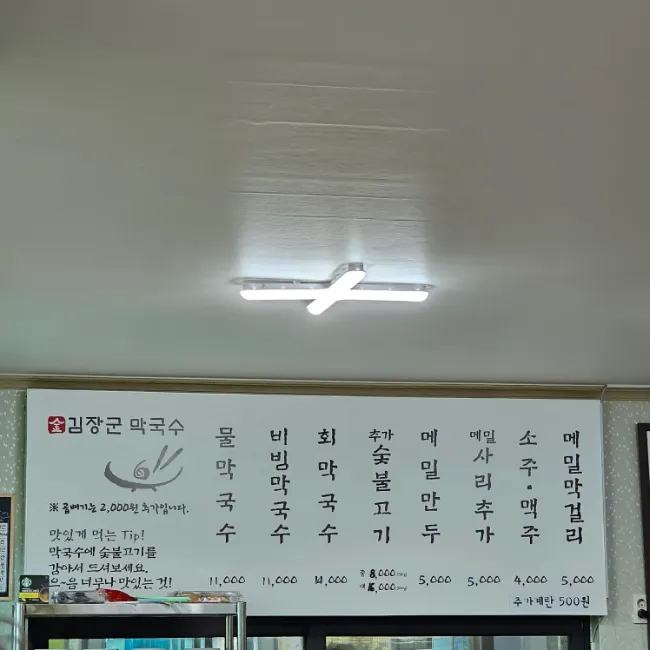 金 김장군 막국수
※ 곱빼기는 2,000원 추가입니다.
맛있게 먹는 Tip!
막국수에 숯불고기를
감아서 드셔보세요.
으~음 너무나 맛있는 것!
물막국수
11,000
비빔막국수
11,000
회막국수
추가 숯불고기
중 8,000
대
메밀만두
5,000
메밀 사리추가
5,000
소주·맥주
4,000
메밀막걸리
5,000
추가계란 500원